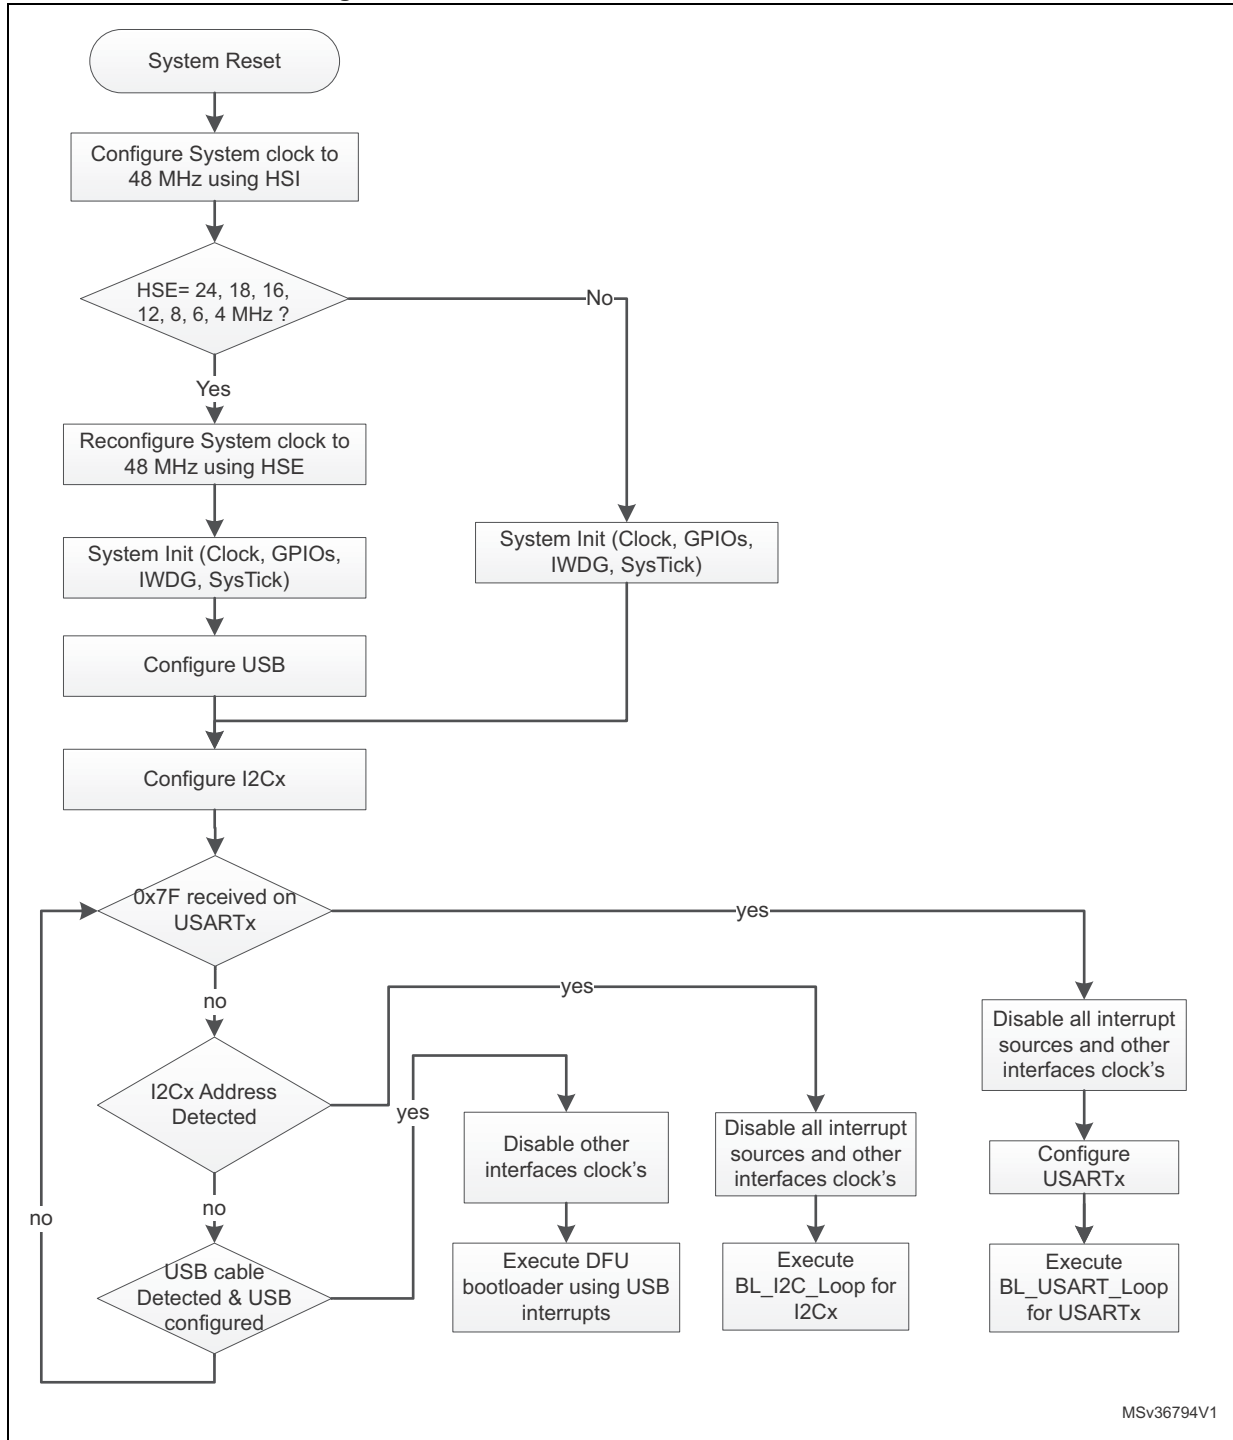 System Reset
Configure System clock to
48 MHz using HSI
HSE= 24, 18, 16,
12, 8, 6, 4 MHz ?
No
Yes
Reconfigure System clock to
48 MHz using HSE
System Init (Clock, GPIOs,
IWDG, SysTick)
System Init (Clock, GPIOs,
IWDG, SysTick)
Configure USB
Configure I2Cx
0x7F received on
USARTx
yes
no
yes
Disable all interrupt
sources and other
interfaces clock's
I2Cx Address
Detected
yes
Disable other
interfaces clock's
Disable all interrupt
sources and other
interfaces clock's
Configure
USARTx
no
no
USB cable
Detected & USB
configured
Execute DFU
bootloader using USB
interrupts
Execute
BL_I2C_Loop for
I2Cx
Execute
BL_USART_Loop
for USARTx
MSv36794V1